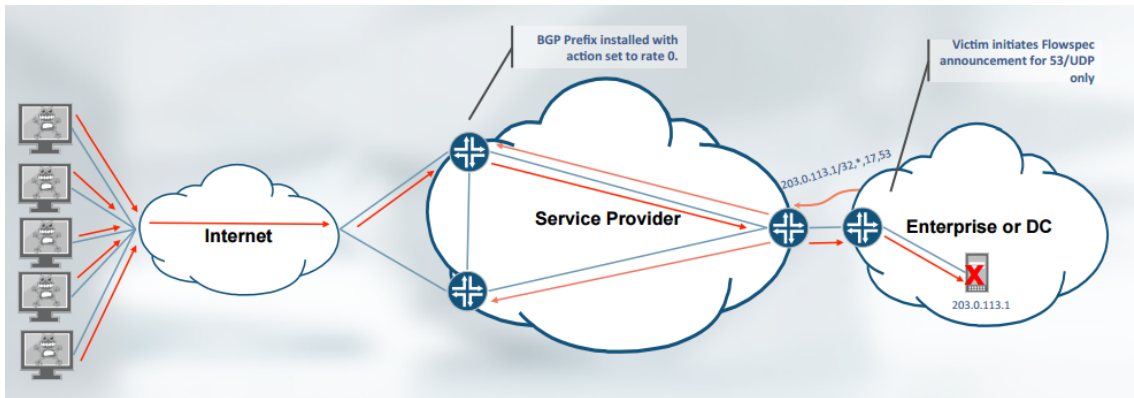 BGP Prefix installed with
action set to rate 0.
Victim initiates Flowspec
announcement for 53/UDP
only
203.0.113.1/32,*,17,53
Internet
Service Provider
Enterprise or DC
X
203.0.113.1